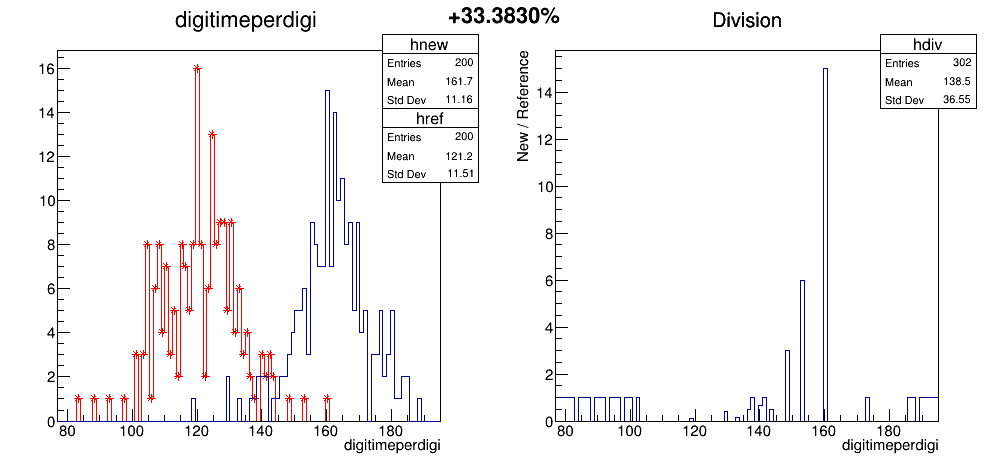 +33.3830%
digitimeperdigi
hnew
Entries 200
Mean 161.7
Std Dev 11.16
href
Entries 200
Mean 121.2
Std Dev 11.51
16
14
12
10
8
6
4
2
0
80 100 120 140 160 180
digitimeperdigi
Division
hdiv
Entries 302
Mean 138.5
Std Dev 36.55
New / Reference
14
12
10
8
6
4
2
0
80 100 120 140 160 180
digitimeperdigi